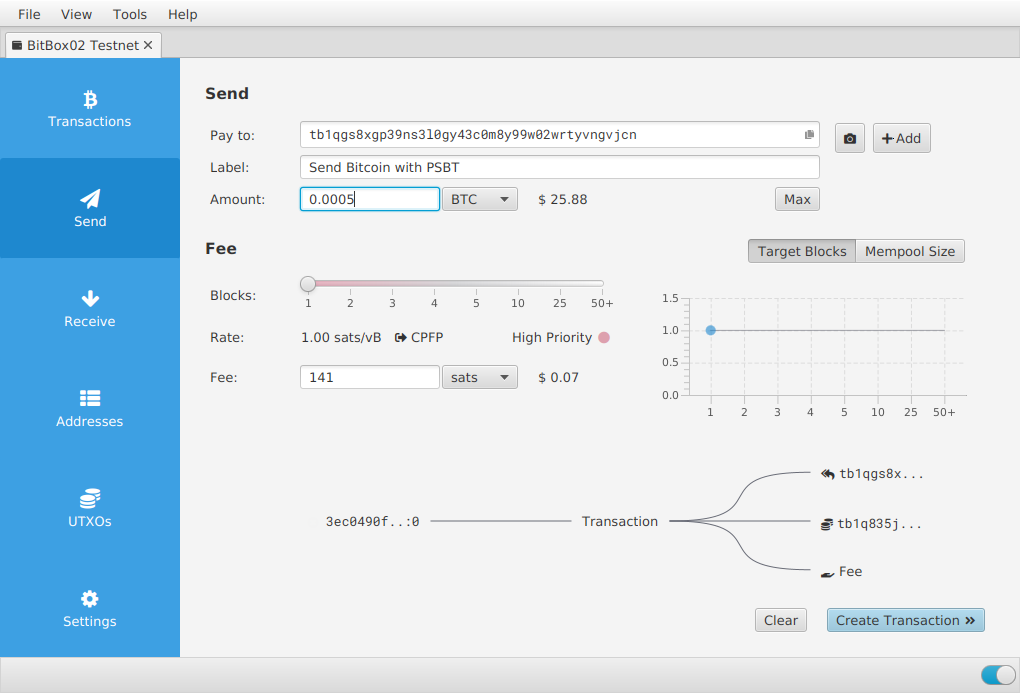 File View Tools Help
BitBox02 Testnet
Transactions
Send
Receive
Addresses
UTXOs
Settings
Send
Pay to: tb1qgs8xgp39ns3l0gy43c0m8y99w02wrtyvngvjcn Add
Label: Send Bitcoin with PSBT
Amount: 0.0005 BTC $ 25.88 Max
Fee Target Blocks Mempool Size
Blocks: 1 2 3 4 5 10 25 50+
Rate: 1.00 sats/vB CPFP High Priority
Fee: 141 sats $ 0.07
1.5
1.0
0.5
0.0
1 2 3 4 5 10 25 50+
tb1qgs8x...
3ec0490f..:0 Transaction tb1q835j...
Fee
Clear Create Transaction »